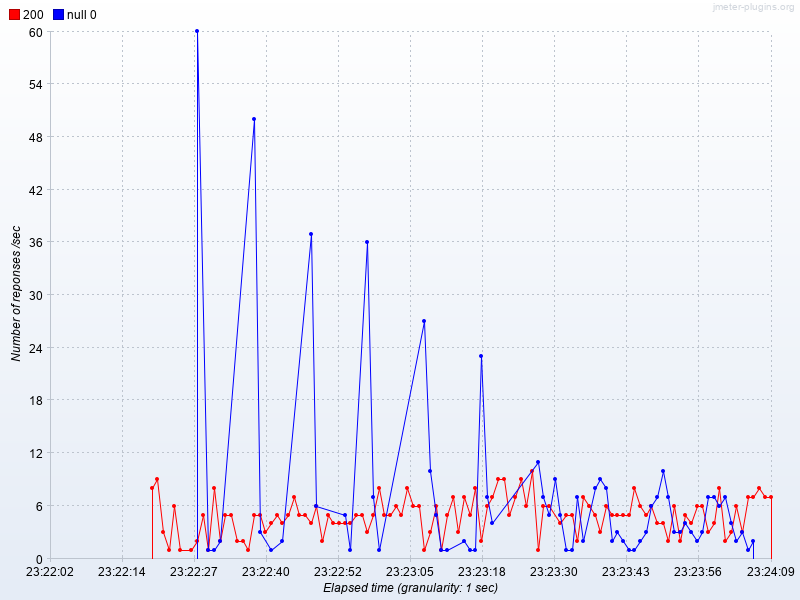 jmeter-plugins.org
200 null 0
60
54
48
42
36
30
24
18
12
6
0
Number of reponses /sec
23:22:02 23:22:14 23:22:27 23:22:40 23:22:52 23:23:05 23:23:18 23:23:30 23:23:43 23:23:56 23:24:09
Elapsed time (granularity: 1 sec)